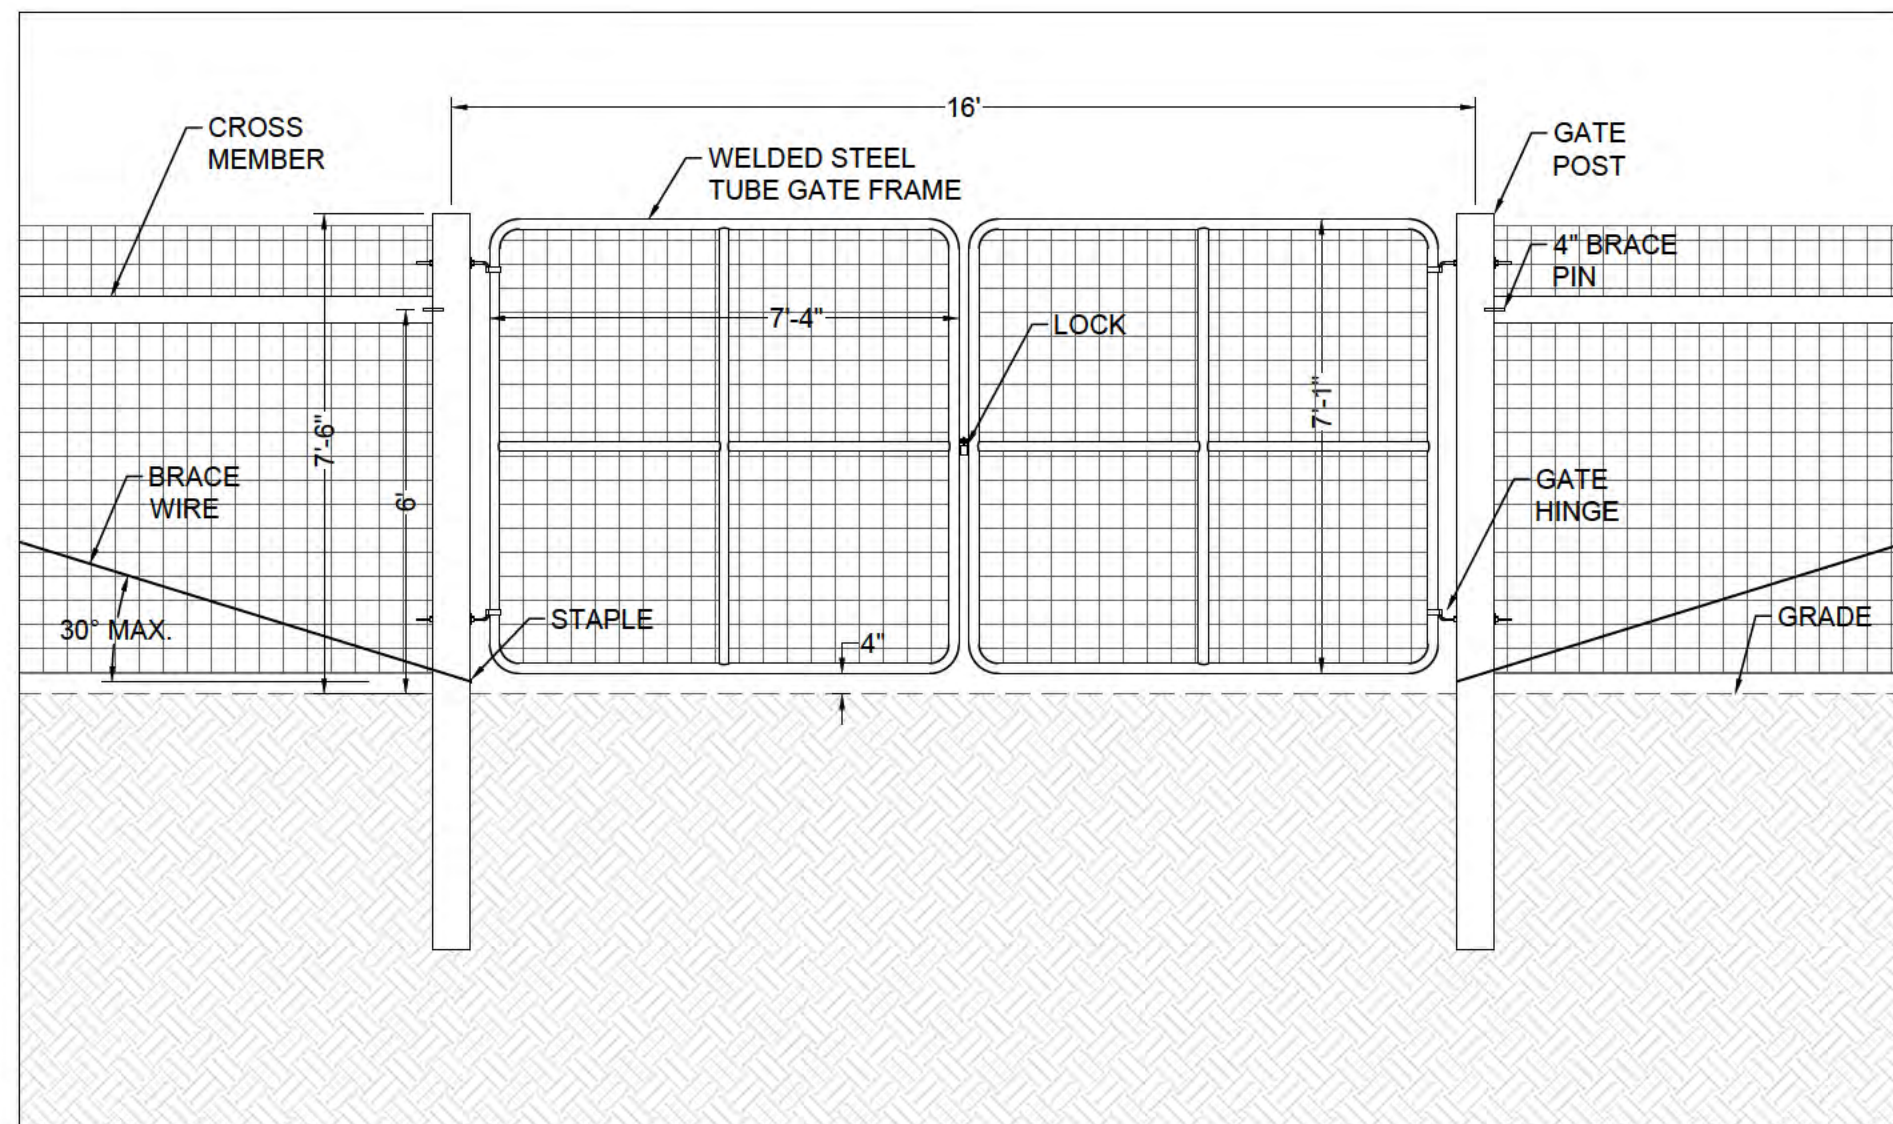 16'
CROSS
MEMBER
WELDED STEEL
TUBE GATE FRAME
GATE
POST
4" BRACE
PIN
7'-4"
LOCK
7'-1"
7'-6"
6'
BRACE
WIRE
GATE
HINGE
30° MAX.
STAPLE
4"
GRADE